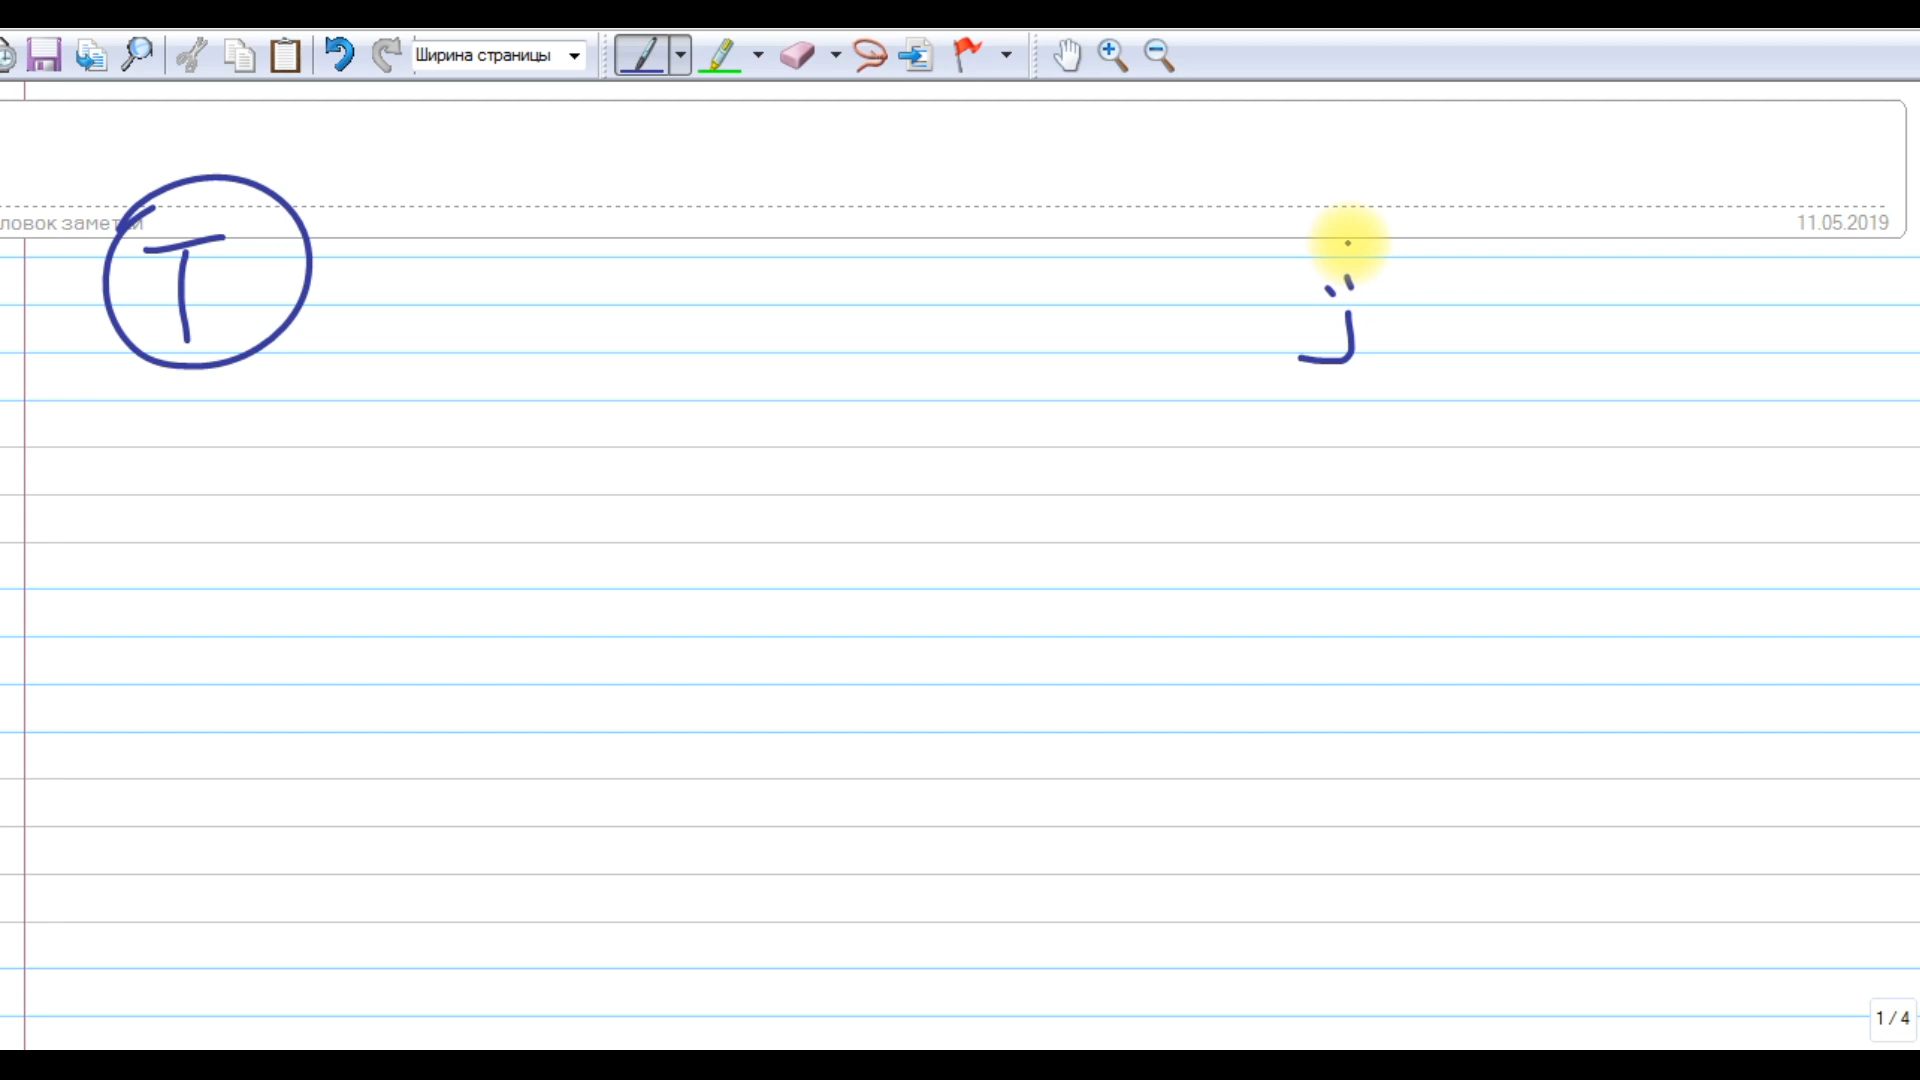 Ширина страницы
ловок заметки
11.05.2019
T
1 / 4